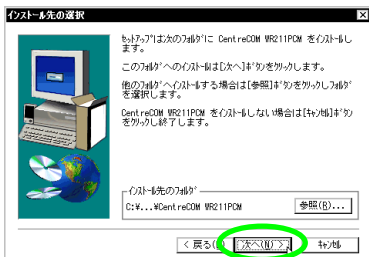 インストール先の選択
ｾｯﾄｱｯﾌﾟは次のﾌｫﾙﾀﾞに CentreCOM WR211PCM をｲﾝｽﾄｰﾙし
ます。
このﾌｫﾙﾀﾞへのｲﾝｽﾄｰﾙは[次へ]ﾎﾞﾀﾝをｸﾘｯｸします。
他のﾌｫﾙﾀﾞへｲﾝｽﾄｰﾙする場合は[参照]ﾎﾞﾀﾝをｸﾘｯｸしﾌｫﾙﾀﾞ
を選択します。
CentreCOM WR211PCM をｲﾝｽﾄｰﾙしない場合は[ｷｬﾝｾﾙ]ﾎﾞﾀﾝ
をｸﾘｯｸし終了します。
ｲﾝｽﾄｰﾙ先のﾌｫﾙﾀﾞ
C:¥...¥CentreCOM WR211PCM
参照(R)...
< 戻る( 次へ(N) > ｷｬﾝｾﾙ